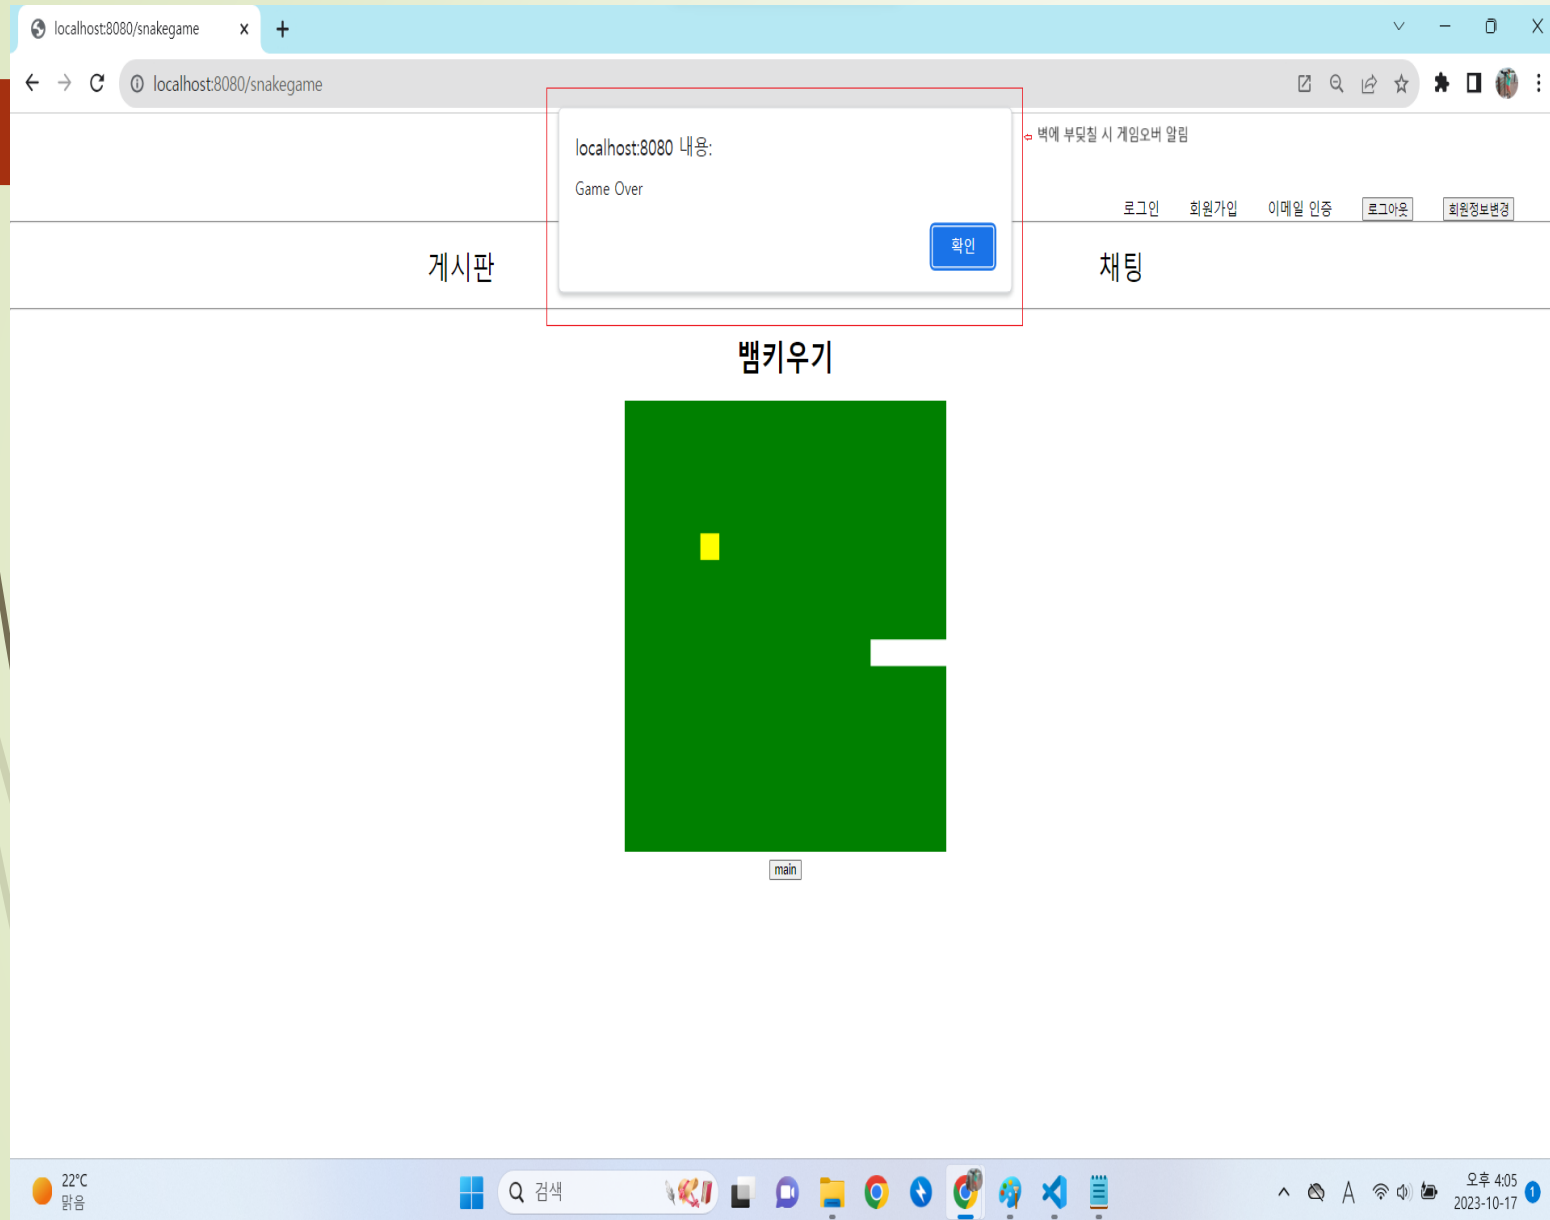 localhost:8080/snakegame
localhost:8080/snakegame
localhost:8080 내용:
Game Over
확인
벽에 부딪칠 시 게임오버 알림
로그인 회원가입 이메일 인증 로그아웃 회원정보변경
게시판 채팅
뱀키우기
main
22°C
맑음
검색
A
오후 4:05
2023-10-17
1